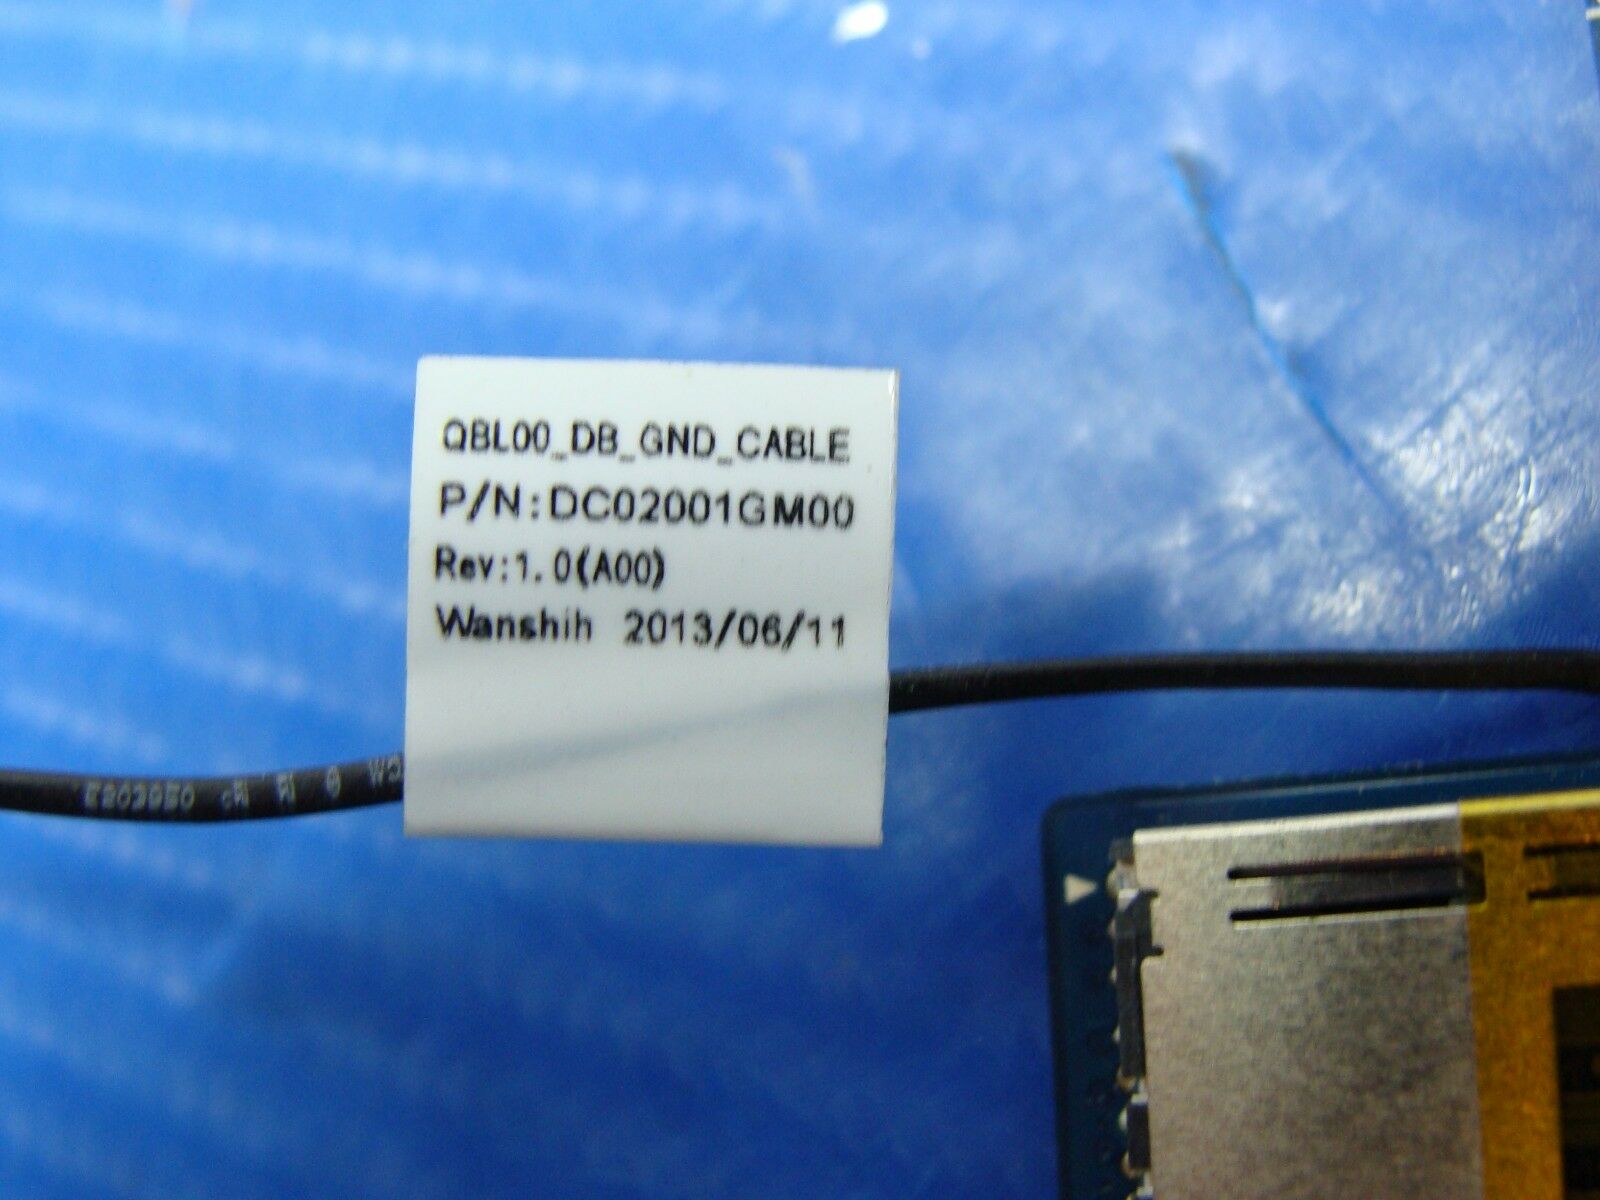 QBL00_DB_GND_CABLE
P/N:DC02001GM00
Rev:1.0(A00)
Wanshih 2013/06/11